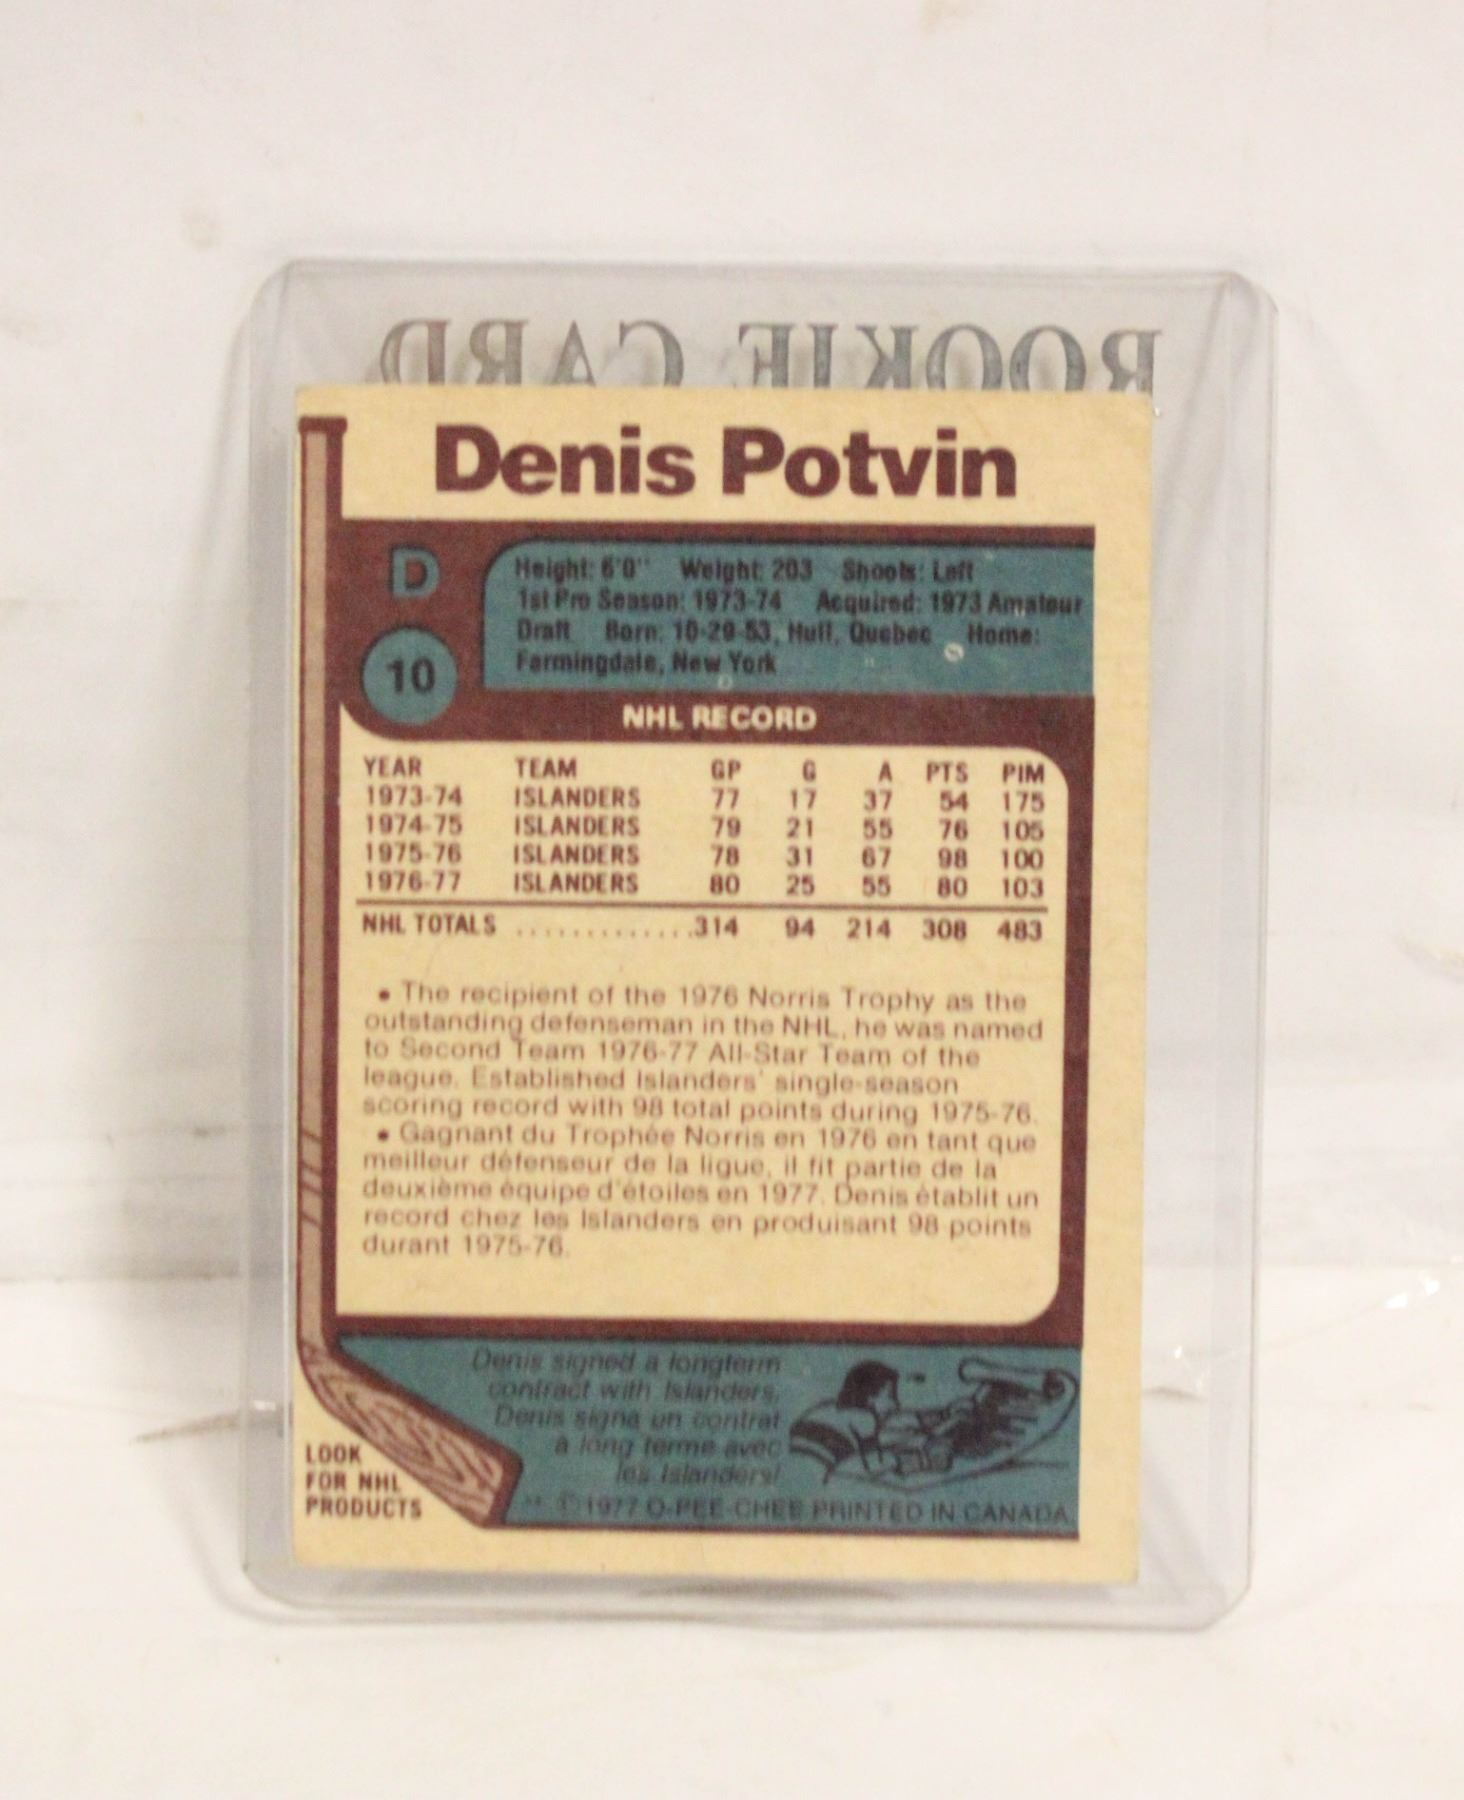 ROOKIE CARD
Denis Potvin
D
10
Height: 6'0" Weight: 203 Shoots: Left
1st Pro Season: 1973-74 Acquired: 1973 Amateur
Draft Born: 10-29-53, Hull, Quebec Home:
Farmingdale, New York
NHL RECORD
YEAR TEAM GP G A PTS PIM
1973-74 ISLANDERS 77 17 37 54 175
1974-75 ISLANDERS 79 21 55 76 105
1975-76 ISLANDERS 78 31 67 98 100
1976-77 ISLANDERS 80 25 55 80 103
NHL TOTALS .............314 94 214 308 483
• The recipient of the 1976 Norris Trophy as the
outstanding defenseman in the NHL, he was named
to Second Team 1976-77 All-Star Team of the
league. Established Islanders' single-season
scoring record with 98 total points during 1975-76.
• Gagnant du Trophée Norris en 1976 en tant que
meilleur défenseur de la ligue, il fit partie de la
deuxième équipe d'étoiles en 1977. Denis établit un
record chez les Islanders en produisant 98 points
durant 1975-76.
Denis signed a longterm
contract with Islanders.
Denis signa un contrat
à long terme avec
les Islanders!
LOOK
FOR NHL
PRODUCTS
** © 1977 O-PEE-CHEE PRINTED IN CANADA